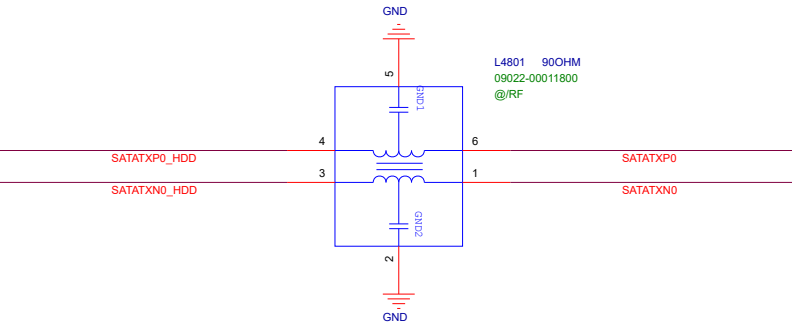 GND
L4801 90OHM
09022-00011800
@/RF
5
GND1
4
6
SATATXP0_HDD
SATATXP0
3
1
SATATXN0_HDD
SATATXN0
GND2
2
GND